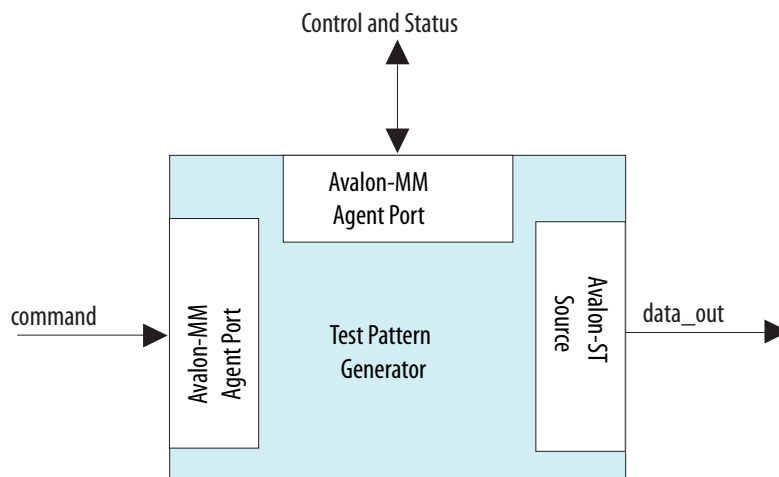 Control and Status
Avalon-MM
Agent Port
command
Avalon-MM
Agent Port
Test Pattern
Generator
Avalon-ST
Source
data_out